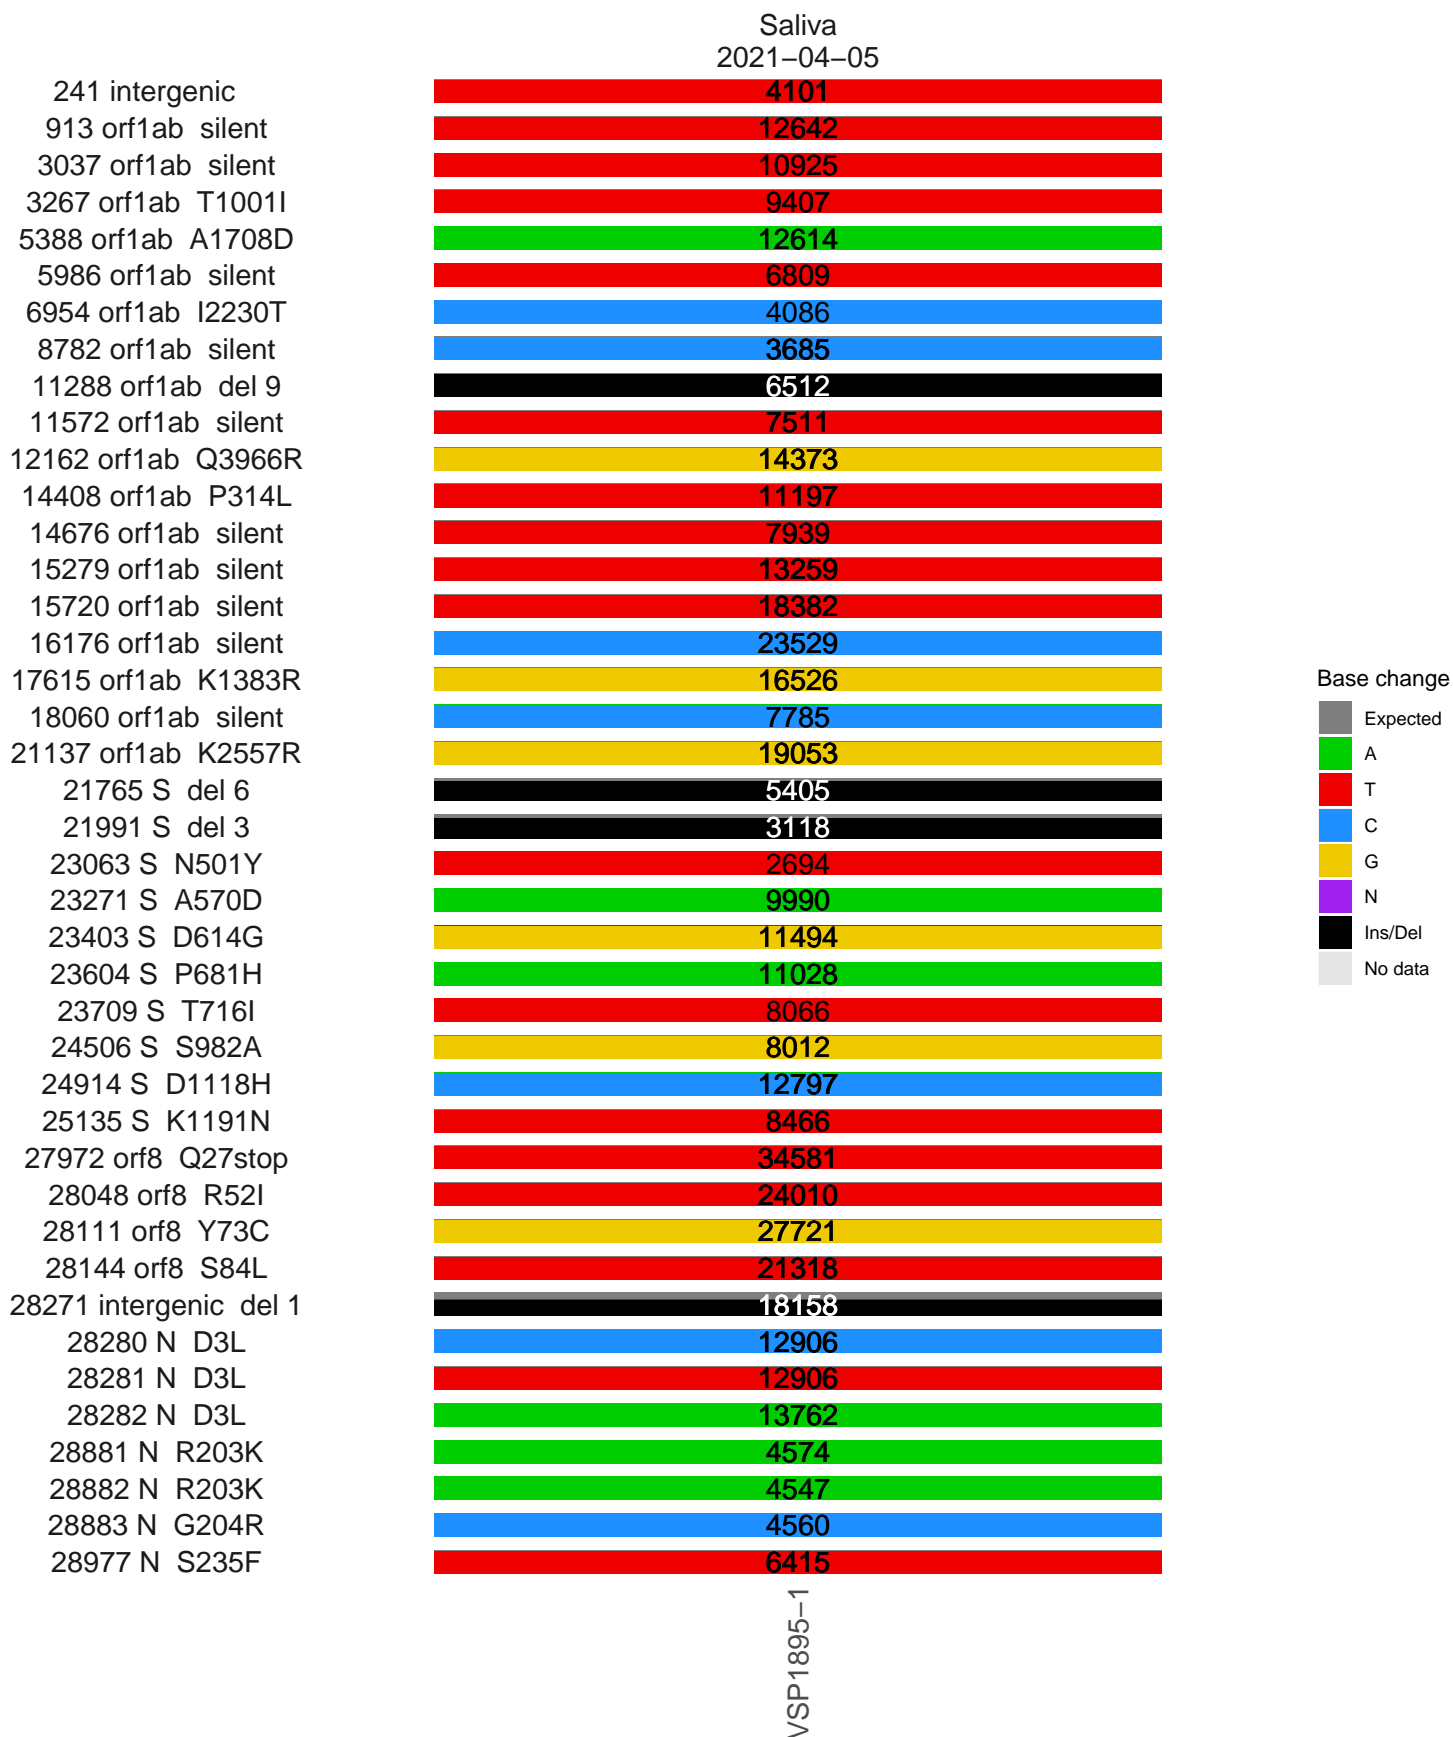 Saliva
2021−04−05
241 intergenic 4101
913 orf1ab silent 12642
3037 orf1ab silent 10925
3267 orf1ab T1001I 9407
5388 orf1ab A1708D 12614
5986 orf1ab silent 6809
6954 orf1ab I2230T 4086
8782 orf1ab silent 3685
11288 orf1ab del 9 6512
11572 orf1ab silent 7511
12162 orf1ab Q3966R 14373
14408 orf1ab P314L 11197
14676 orf1ab silent 7939
15279 orf1ab silent 13259
15720 orf1ab silent 18382
16176 orf1ab silent 23529
17615 orf1ab K1383R 16526
18060 orf1ab silent 7785
21137 orf1ab K2557R 19053
21765 S del 6 5405
21991 S del 3 3118
23063 S N501Y 2694
23271 S A570D 9990
23403 S D614G 11494
23604 S P681H 11028
23709 S T716I 8066
24506 S S982A 8012
24914 S D1118H 12797
25135 S K1191N 8466
27972 orf8 Q27stop 34581
28048 orf8 R52I 24010
28111 orf8 Y73C 27721
28144 orf8 S84L 21318
28271 intergenic del 1 18158
28280 N D3L 12906
28281 N D3L 12906
28282 N D3L 13762
28881 N R203K 4574
28882 N R203K 4547
28883 N G204R 4560
28977 N S235F 6415
VSP1895−1
Base change
Expected
A
T
C
G
N
Ins/Del
No data